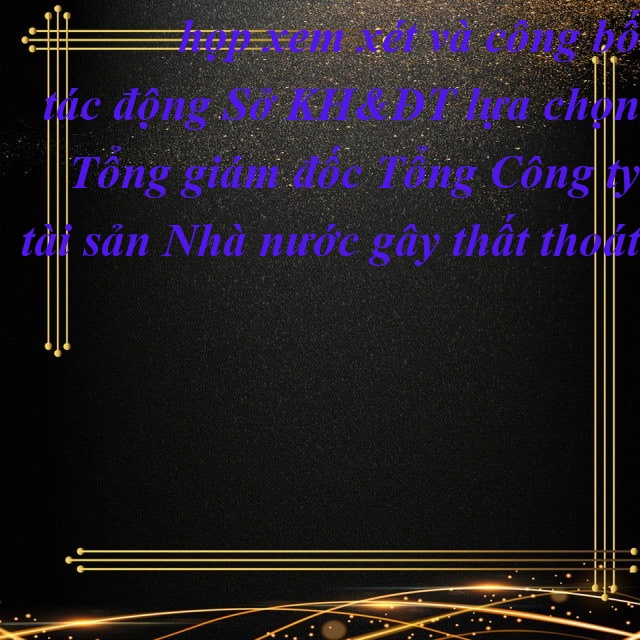 họp xem xét và công bố
tác động Sở KH&ĐT lựa chọn
Tổng giám đốc Tổng Công ty
tài sản Nhà nước gây thất thoát